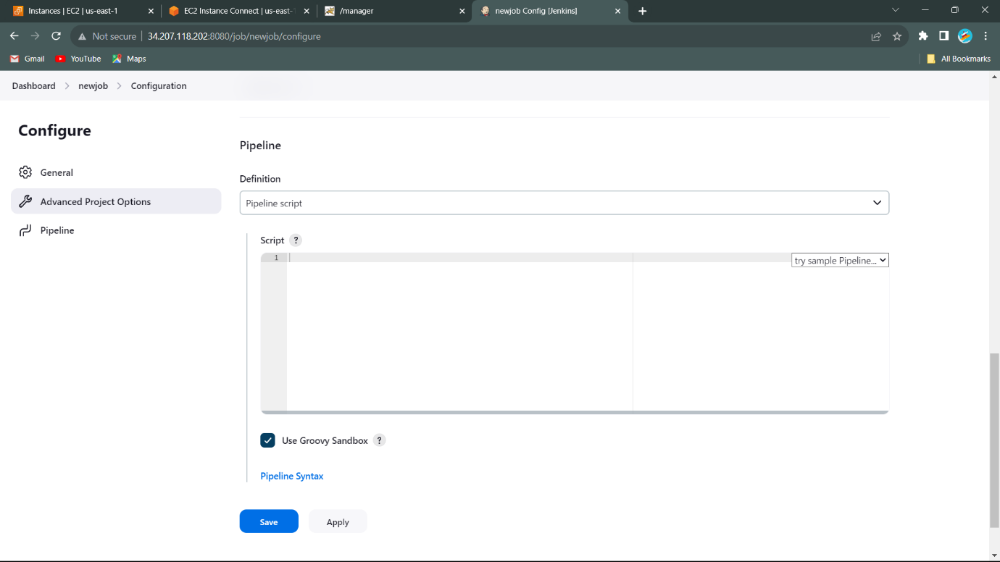 Instances | EC2 | us-east-1
EC2 Instance Connect | us-east-1
/manager
newjob Config [Jenkins]
Not secure
34.207.118.202:8080/job/newjob/configure
Gmail
YouTube
Maps
All Bookmarks
Dashboard
newjob
Configuration
Configure
General
Advanced Project Options
Pipeline
Pipeline
Definition
Pipeline script
Script ?
1
try sample Pipeline...
Use Groovy Sandbox ?
Pipeline Syntax
Save
Apply